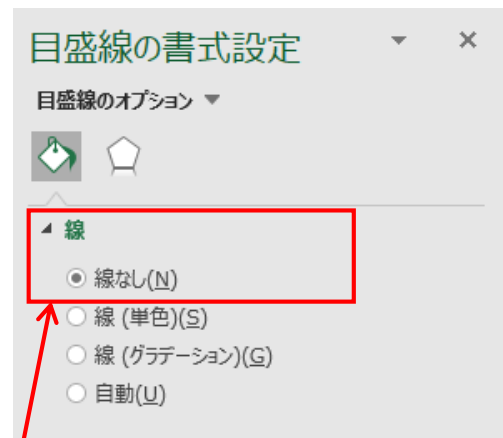 目盛線の書式設定
目盛線のオプション
線
線なし(N)
線 (単色)(S)
線 (グラデーション)(G)
自動(U)